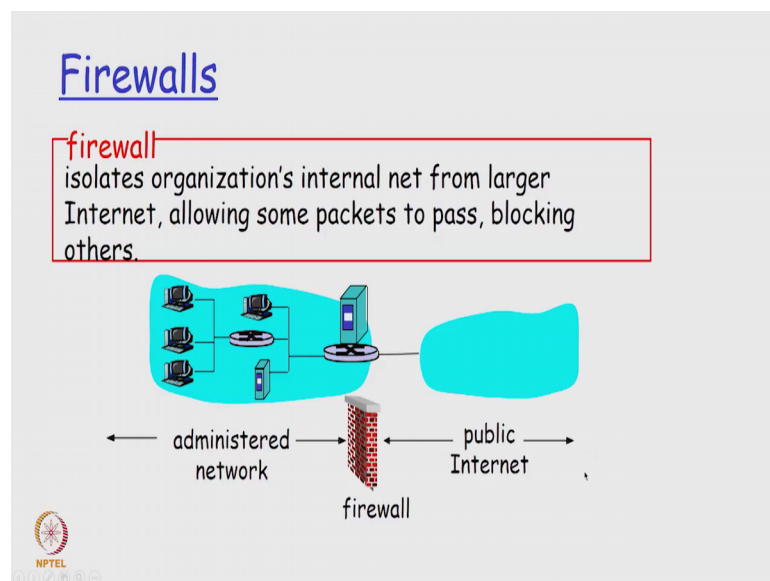 Firewalls
firewall
isolates organization's internal net from larger
Internet, allowing some packets to pass, blocking
others.
administered
network
public
Internet
firewall
NPTEL